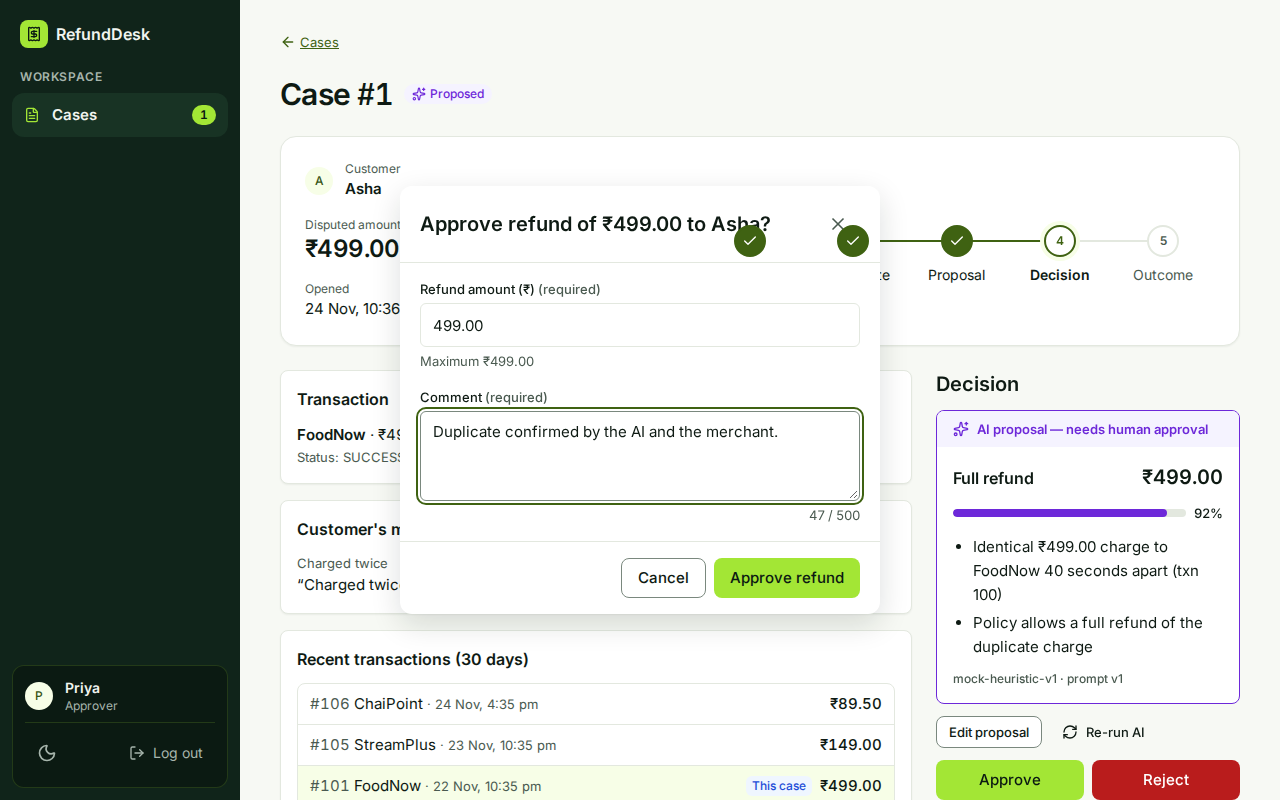 RefundDesk
WORKSPACE
Cases 1
P
Priya
Approver
Log out
Cases
Case #1 Proposed
A
Customer
Asha
Disputed amount
₹499.00
Opened
24 Nov, 10:36
4
5
Proposal
Decision
Outcome
Approve refund of ₹499.00 to Asha?
Refund amount (₹) (required)
499.00
Maximum ₹499.00
Comment (required)
Duplicate confirmed by the AI and the merchant.
47 / 500
Cancel
Approve refund
Transaction
FoodNow · ₹49
Status: SUCCESS
Customer's m
Charged twice
“Charged twic
Recent transactions (30 days)
#106 ChaiPoint · 24 Nov, 4:35 pm ₹89.50
#105 StreamPlus · 23 Nov, 10:35 pm ₹149.00
#101 FoodNow · 22 Nov, 10:35 pm This case ₹499.00
Decision
AI proposal — needs human approval
Full refund ₹499.00
92%
• Identical ₹499.00 charge to
FoodNow 40 seconds apart (txn
100)
• Policy allows a full refund of the
duplicate charge
mock-heuristic-v1 · prompt v1
Edit proposal
Re-run AI
Approve
Reject